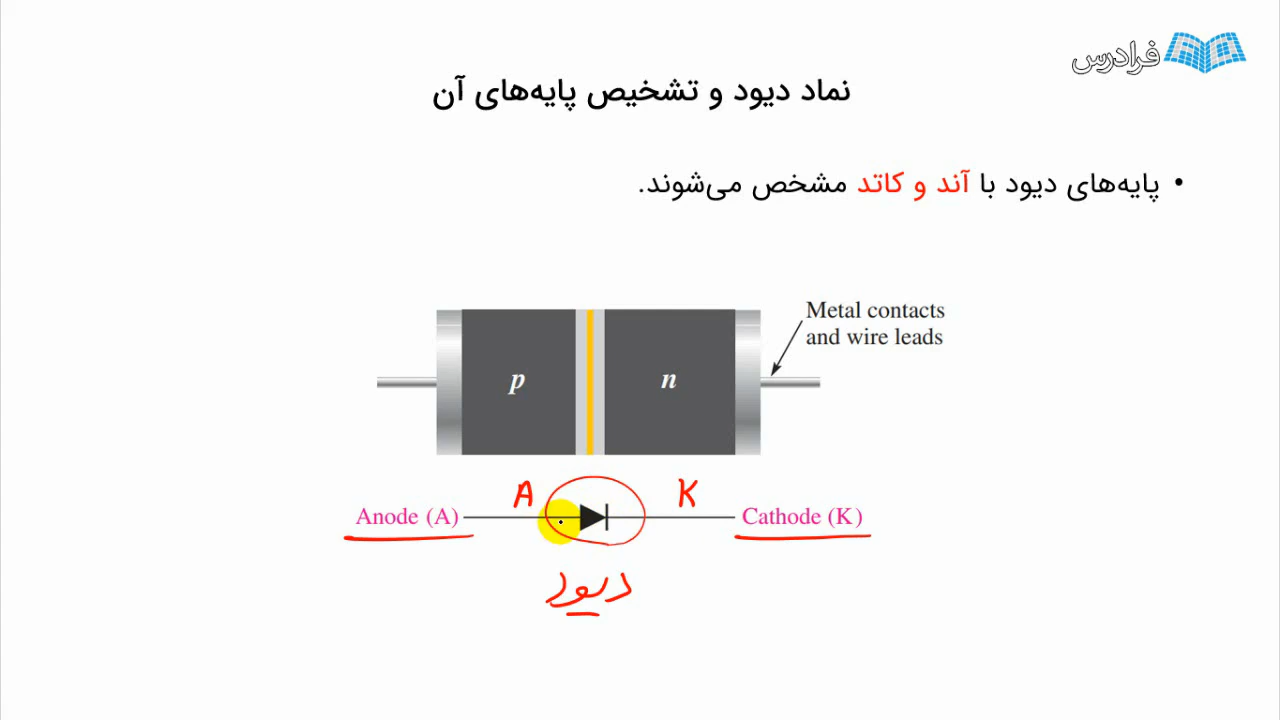 فرادرس
نماد دیود و تشخیص پایه‌های آن
• پایه‌های دیود با آند و کاتد مشخص می‌شوند.
Metal contacts
and wire leads
p
n
A
K
Anode (A)
Cathode (K)
دیود